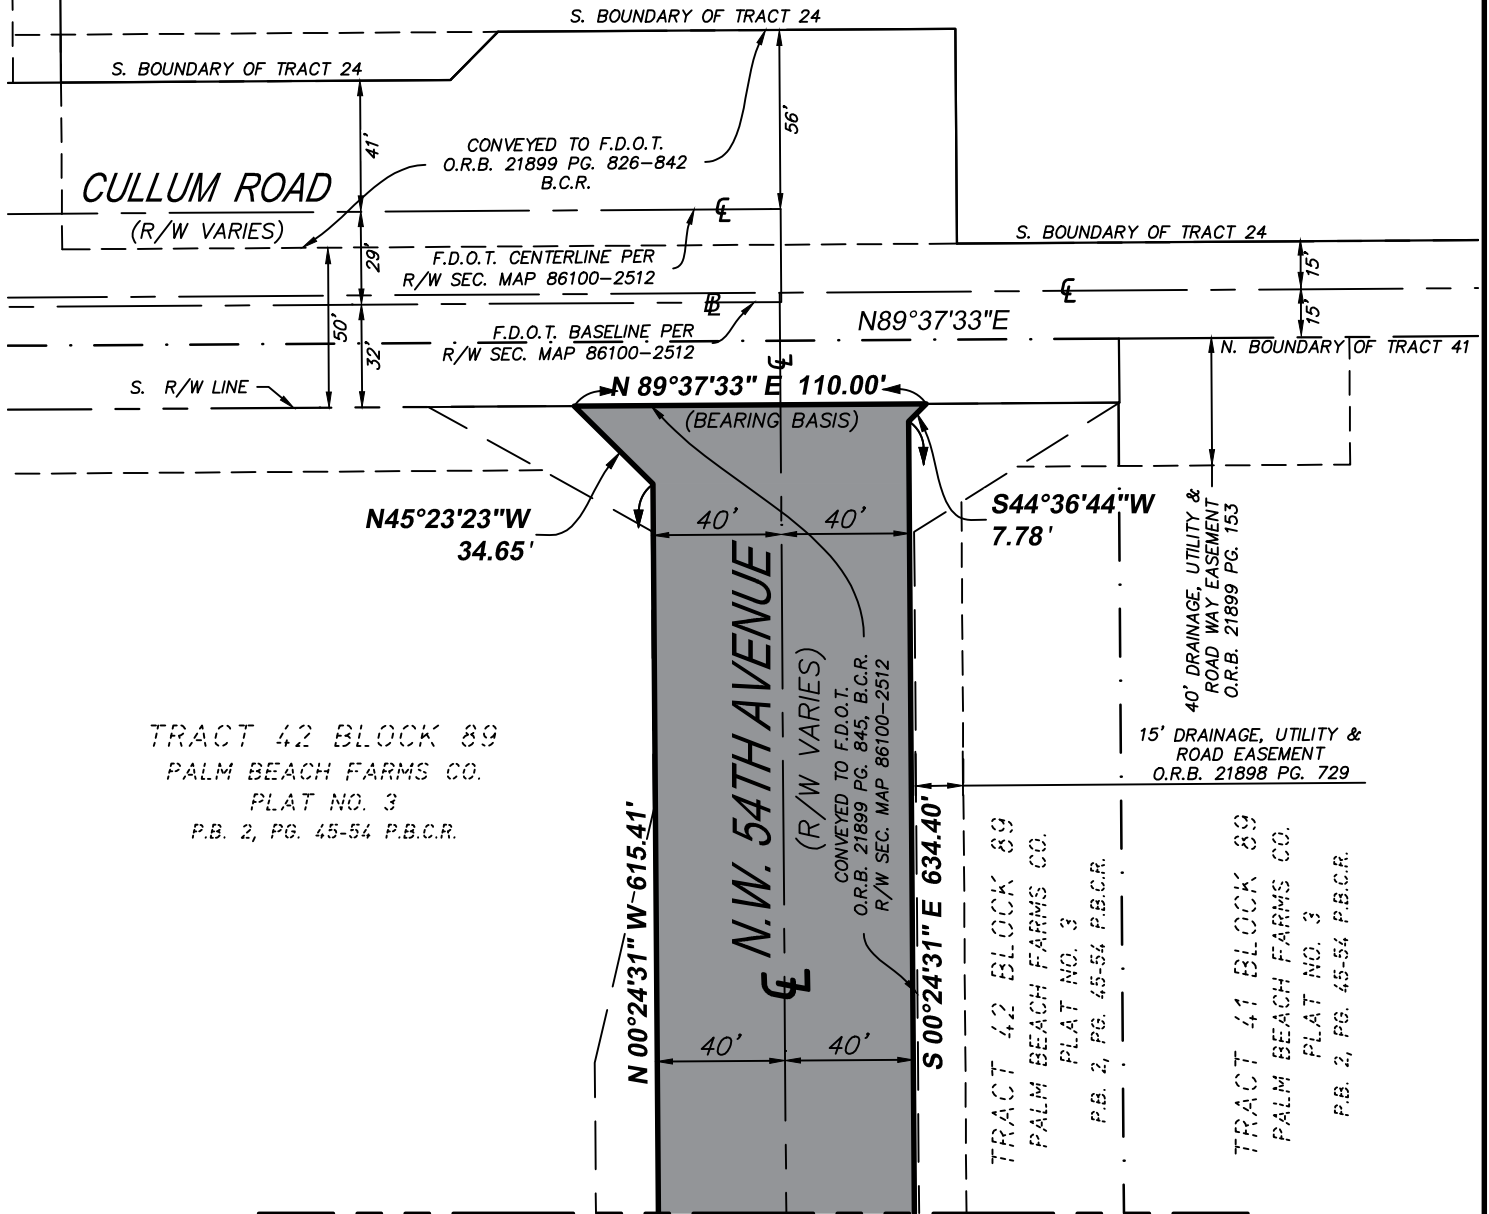 S. BOUNDARY OF TRACT 24
S. BOUNDARY OF TRACT 24
41'
56'
CONVEYED TO F.D.O.T.
O.R.B. 21899 PG. 826-842
B.C.R.
CULLUM ROAD
(R/W VARIES)
℄
S. BOUNDARY OF TRACT 24
29'
F.D.O.T. CENTERLINE PER
R/W SEC. MAP 86100-2512
15'
℄
15'
BL
N89°37'33"E
50'
32'
F.D.O.T. BASELINE PER
R/W SEC. MAP 86100-2512
N. BOUNDARY OF TRACT 41
℄
S. R/W LINE
N 89°37'33" E 110.00'
(BEARING BASIS)
N45°23'23"W
34.65'
40'
40'
S44°36'44"W
7.78'
40' DRAINAGE, UTILITY &
ROAD WAY EASEMENT
O.R.B. 21899 PG. 153
N.W. 54TH AVENUE
(R/W VARIES)
CONVEYED TO F.D.O.T.
O.R.B. 21899 PG. 845, B.C.R.
R/W SEC. MAP 86100-2512
TRACT 42 BLOCK 89
PALM BEACH FARMS CO.
PLAT NO. 3
P.B. 2, PG. 45-54 P.B.C.R.
15' DRAINAGE, UTILITY &
ROAD EASEMENT
O.R.B. 21898 PG. 729
N 00°24'31" W 615.41'
S 00°24'31" E 634.40'
℄
40'
40'
TRACT 42 BLOCK 89
PALM BEACH FARMS CO.
PLAT NO. 3
P.B. 2, PG. 45-54 P.B.C.R.
TRACT 41 BLOCK 89
PALM BEACH FARMS CO.
PLAT NO. 3
P.B. 2, PG. 45-54 P.B.C.R.